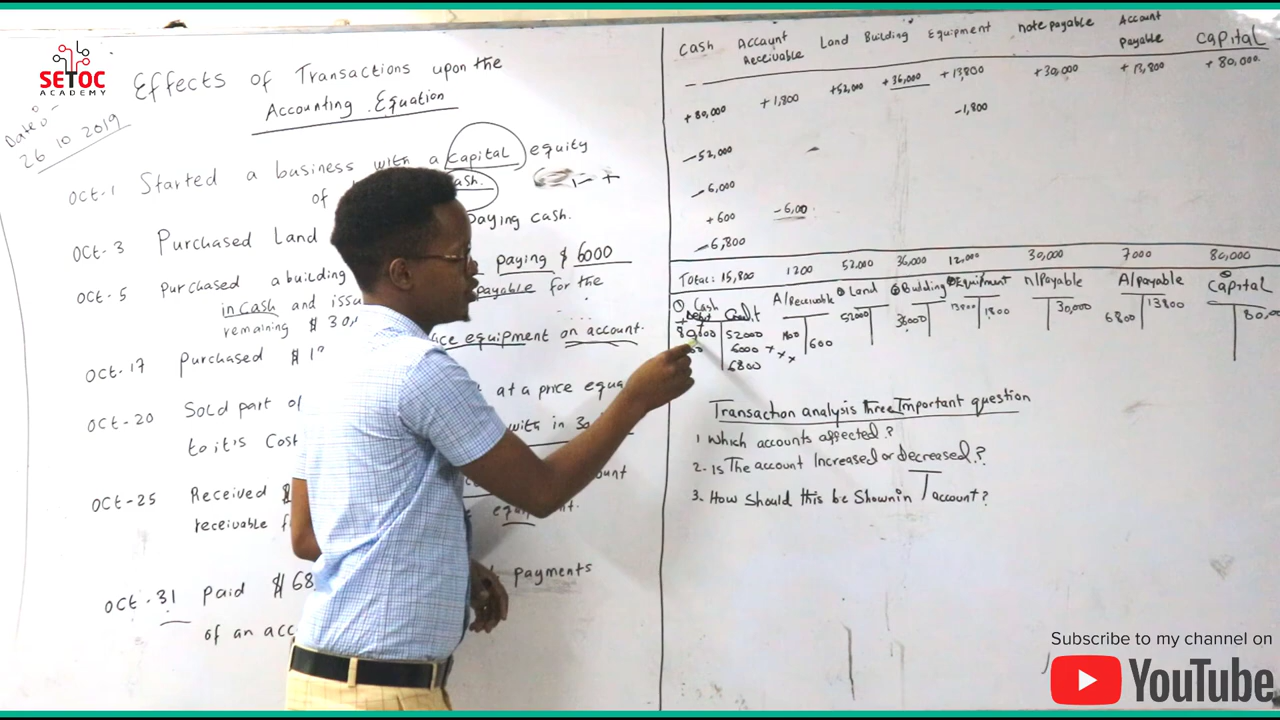 SETOC
ACADEMY
Effects of Transactions upon the
Accounting Equation
Date:
26 10 2019
OCT-1 Started a business with a capital equity
of cash.
OCT-3 Purchased Land paying cash.
OCT-5 purchased a building paying $ 6000
in cash and issu payable for the
remaining $ 30,
OCT-17 purchased $ equipment on account.
OCT-20 Sold part of at a price equa
to it's Cost with in 30
OCT-25 Received $ account
receivable f equipment.
OCT-31 paid $ 68 payments
of an acc
Cash Account Receivable Land Building Equipment note payable Account Payable Capital
+80,000 +1,800 +52,000 +36,000 +13,800 +30,000 +13,800 +80,000.
-1,800
-52,000
-6,000
+600 -6,00
-6,800
Total: 15,800 1200 52,000 36,000 12,000 30,000 7000 80,000
① Cash A/Receivable Land Building Equipment n/Payable A/payable Capital
Debit Credit
52000 600 52000 36000 13800 1800 30,000 6800 13800
6000 x x x
6800
Transaction analysis three Important question
1 Which accounts affected?
2- Is The account Increased or decreased?
3. How should this be Shown in T account?
Subscribe to my channel on
YouTube